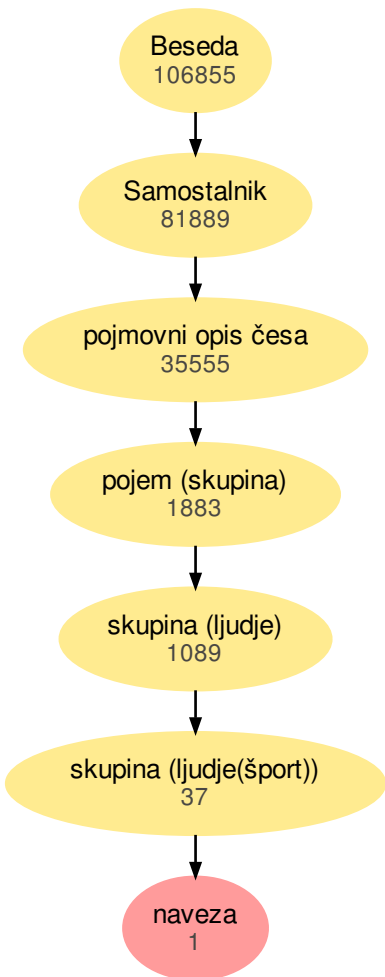 Beseda
106855
Samostalnik
81889
pojmovni opis česa
35555
pojem (skupina)
1883
skupina (ljudje)
1089
skupina (ljudje(šport))
37
naveza
1